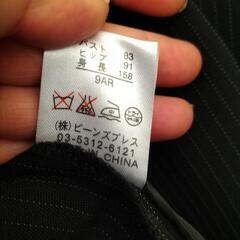 バスト 83
ヒップ 91
身長 158
9AR
(株)ビーンズプレス
03-5312-6121
IN CHINA